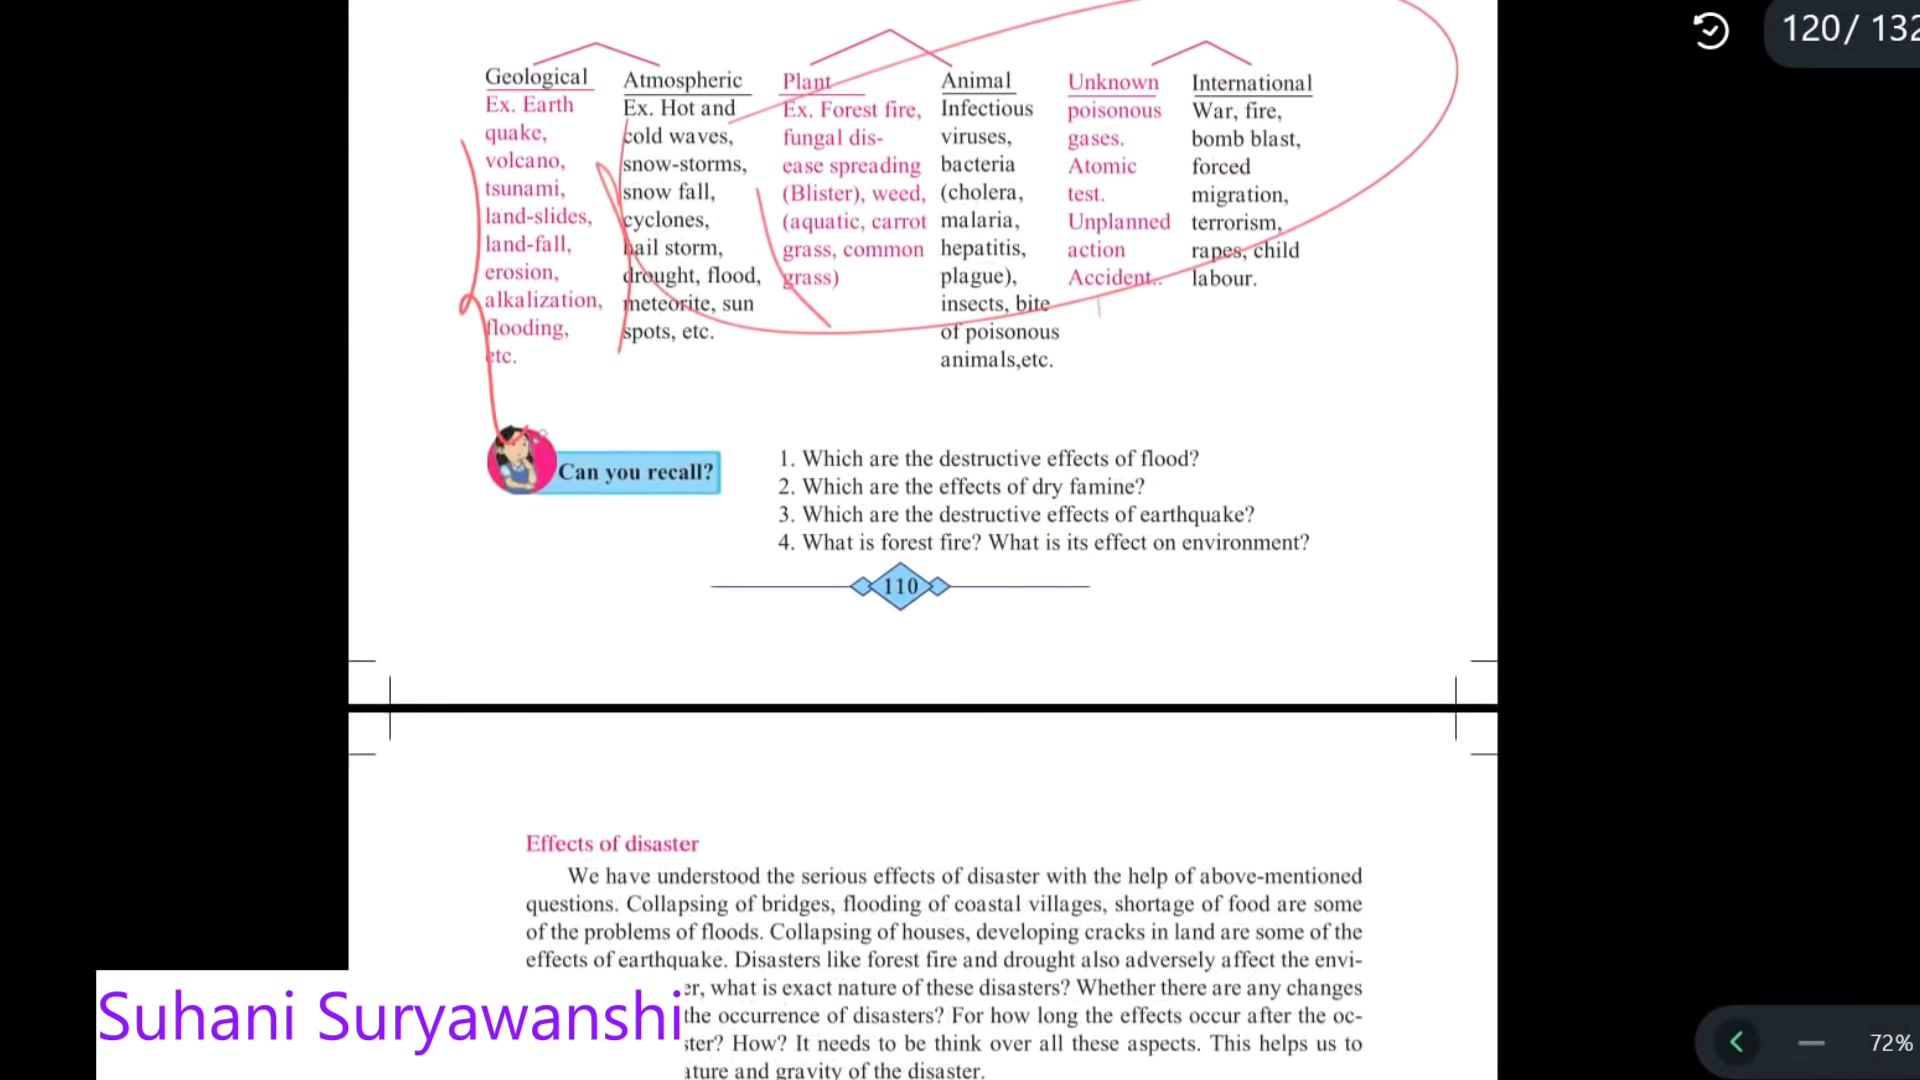 120/ 132
Geological
Ex. Earth
quake,
volcano,
tsunami,
land-slides,
land-fall,
erosion,
alkalization,
flooding,
etc.
Atmospheric
Ex. Hot and
cold waves,
snow-storms,
snow fall,
cyclones,
hail storm,
drought, flood,
meteorite, sun
spots, etc.
Plant
Ex. Forest fire,
fungal dis-
ease spreading
(Blister), weed,
(aquatic, carrot
grass, common
grass)
Animal
Infectious
viruses,
bacteria
(cholera,
malaria,
hepatitis,
plague),
insects, bite
of poisonous
animals,etc.
Unknown
poisonous
gases.
Atomic
test.
Unplanned
action
Accident..
International
War, fire,
bomb blast,
forced
migration,
terrorism,
rapes, child
labour.
Can you recall?
1. Which are the destructive effects of flood?
2. Which are the effects of dry famine?
3. Which are the destructive effects of earthquake?
4. What is forest fire? What is its effect on environment?
110
Effects of disaster
We have understood the serious effects of disaster with the help of above-mentioned
questions. Collapsing of bridges, flooding of coastal villages, shortage of food are some
of the problems of floods. Collapsing of houses, developing cracks in land are some of the
effects of earthquake. Disasters like forest fire and drought also adversely affect the envi-
what is exact nature of these disasters? Whether there are any changes
the occurrence of disasters? For how long the effects occur after the oc-
How? It needs to be think over all these aspects. This helps us to
and gravity of the disaster.
Suhani Suryawanshi
72%